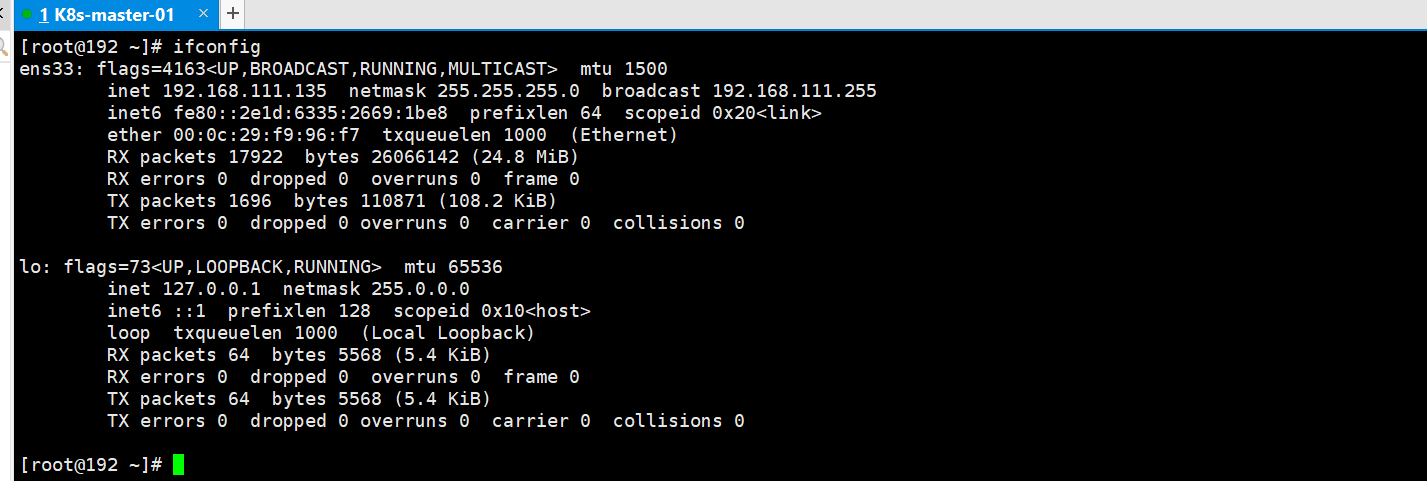 1 K8s-master-01 × +
[root@192 ~]# ifconfig
ens33: flags=4163<UP,BROADCAST,RUNNING,MULTICAST>  mtu 1500
        inet 192.168.111.135  netmask 255.255.255.0  broadcast 192.168.111.255
        inet6 fe80::2e1d:6335:2669:1be8  prefixlen 64  scopeid 0x20<link>
        ether 00:0c:29:f9:96:f7  txqueuelen 1000  (Ethernet)
        RX packets 17922  bytes 26066142 (24.8 MiB)
        RX errors 0  dropped 0  overruns 0  frame 0
        TX packets 1696  bytes 110871 (108.2 KiB)
        TX errors 0  dropped 0 overruns 0  carrier 0  collisions 0

lo: flags=73<UP,LOOPBACK,RUNNING>  mtu 65536
        inet 127.0.0.1  netmask 255.0.0.0
        inet6 ::1  prefixlen 128  scopeid 0x10<host>
        loop  txqueuelen 1000  (Local Loopback)
        RX packets 64  bytes 5568 (5.4 KiB)
        RX errors 0  dropped 0  overruns 0  frame 0
        TX packets 64  bytes 5568 (5.4 KiB)
        TX errors 0  dropped 0 overruns 0  carrier 0  collisions 0

[root@192 ~]#